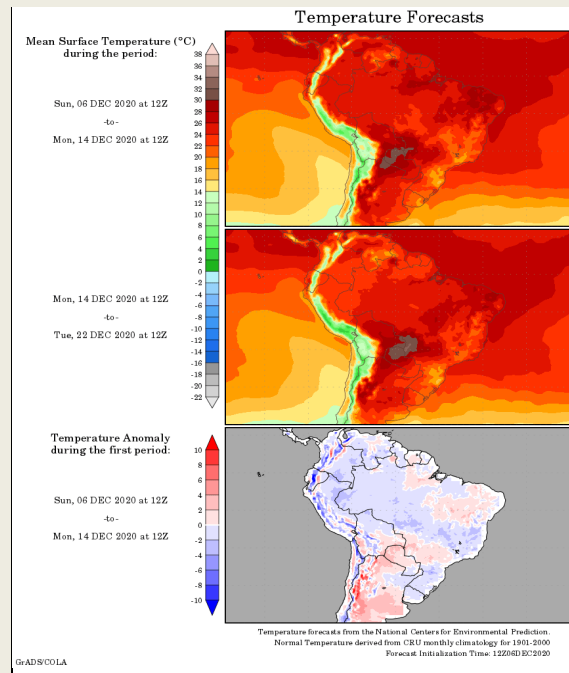 Temperature Forecasts
Mean Surface Temperature (°C)
during the period:
Sun, 06 DEC 2020 at 12Z
-to-
Mon, 14 DEC 2020 at 12Z
38
36
34
32
30
28
26
24
22
20
18
16
14
12
10
8
6
4
2
0
-2
-4
-6
-8
-10
-12
-14
-16
-18
-20
-22
Mon, 14 DEC 2020 at 12Z
-to-
Tue, 22 DEC 2020 at 12Z
Temperature Anomaly
during the first period:
Sun, 06 DEC 2020 at 12Z
-to-
Mon, 14 DEC 2020 at 12Z
10
8
6
4
2
0
-2
-4
-6
-8
-10
Temperature forecasts from the National Centers for Environmental Prediction.
Normal Temperature derived from CRU monthly climatology for 1901-2000
Forecast Initialization Time: 12Z06DEC2020
GrADS/COLA